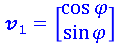 𝒗₁ = [cos φ
sin φ]